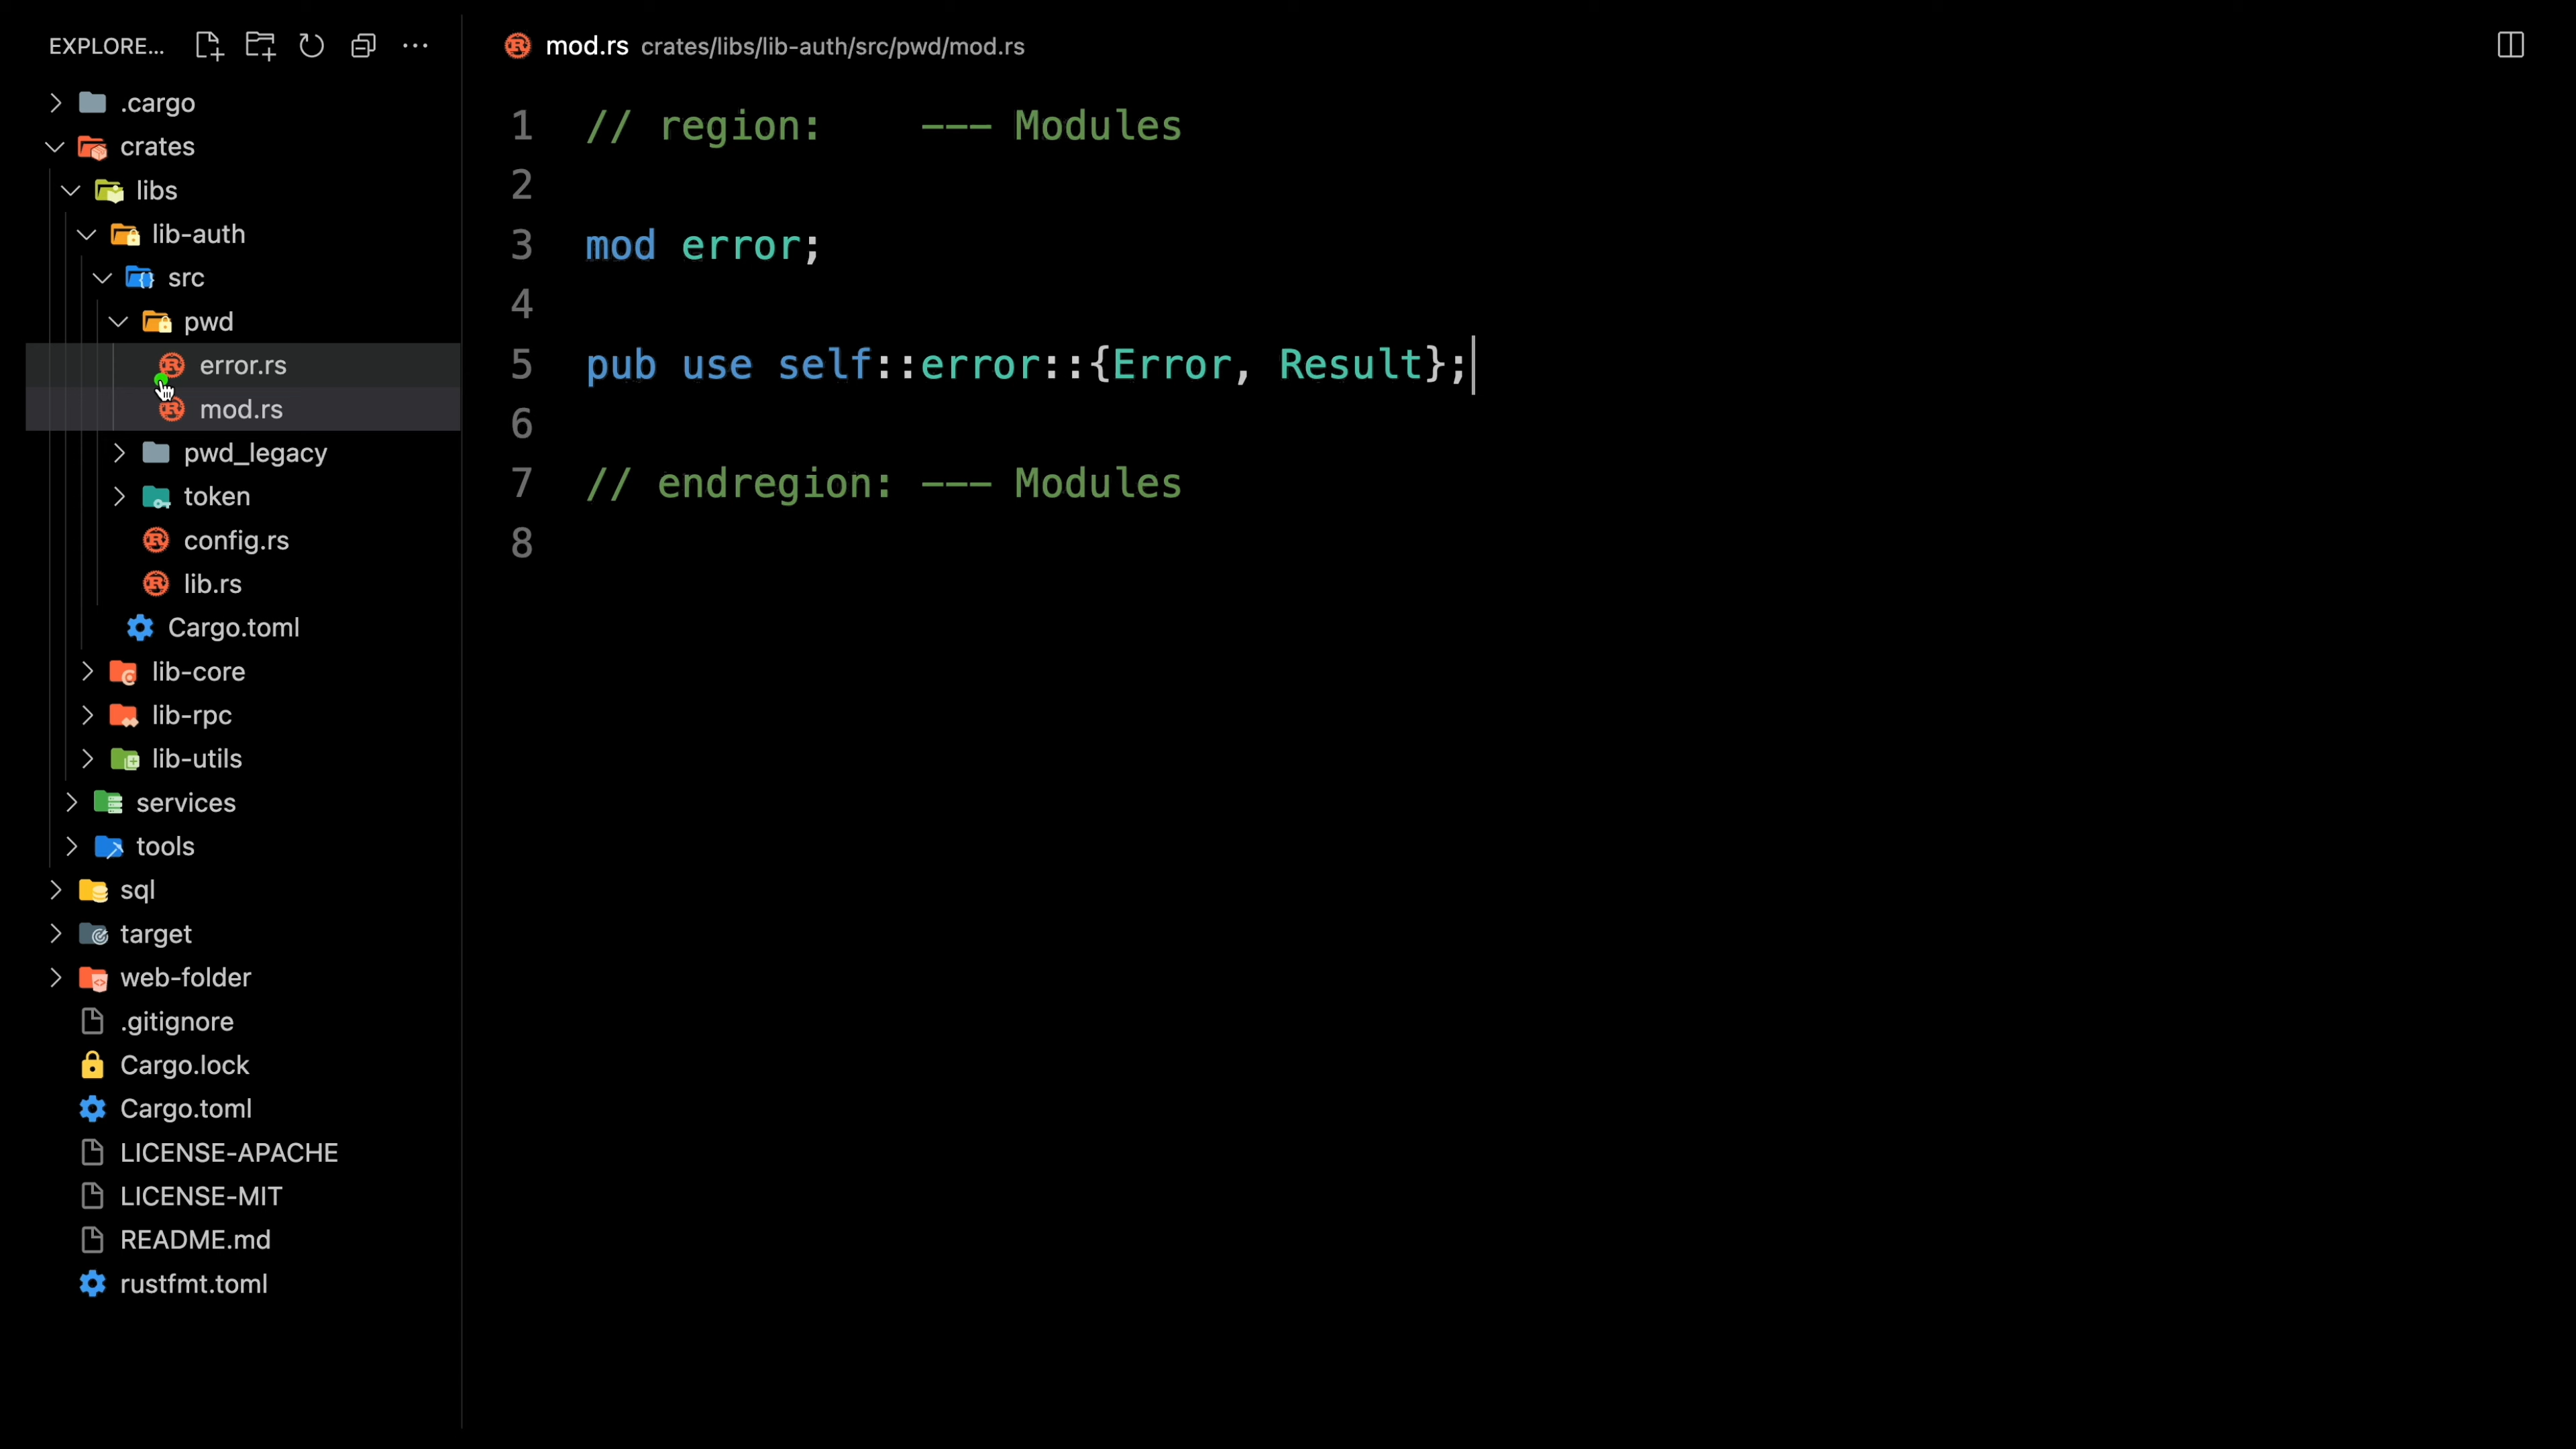 EXPLORE...
.cargo
crates
libs
lib-auth
src
pwd
error.rs
mod.rs
pwd_legacy
token
config.rs
lib.rs
Cargo.toml
lib-core
lib-rpc
lib-utils
services
tools
sql
target
web-folder
.gitignore
Cargo.lock
Cargo.toml
LICENSE-APACHE
LICENSE-MIT
README.md
rustfmt.toml
mod.rs crates/libs/lib-auth/src/pwd/mod.rs
1 // region:    --- Modules
2
3 mod error;
4
5 pub use self::error::{Error, Result};
6
7 // endregion: --- Modules
8